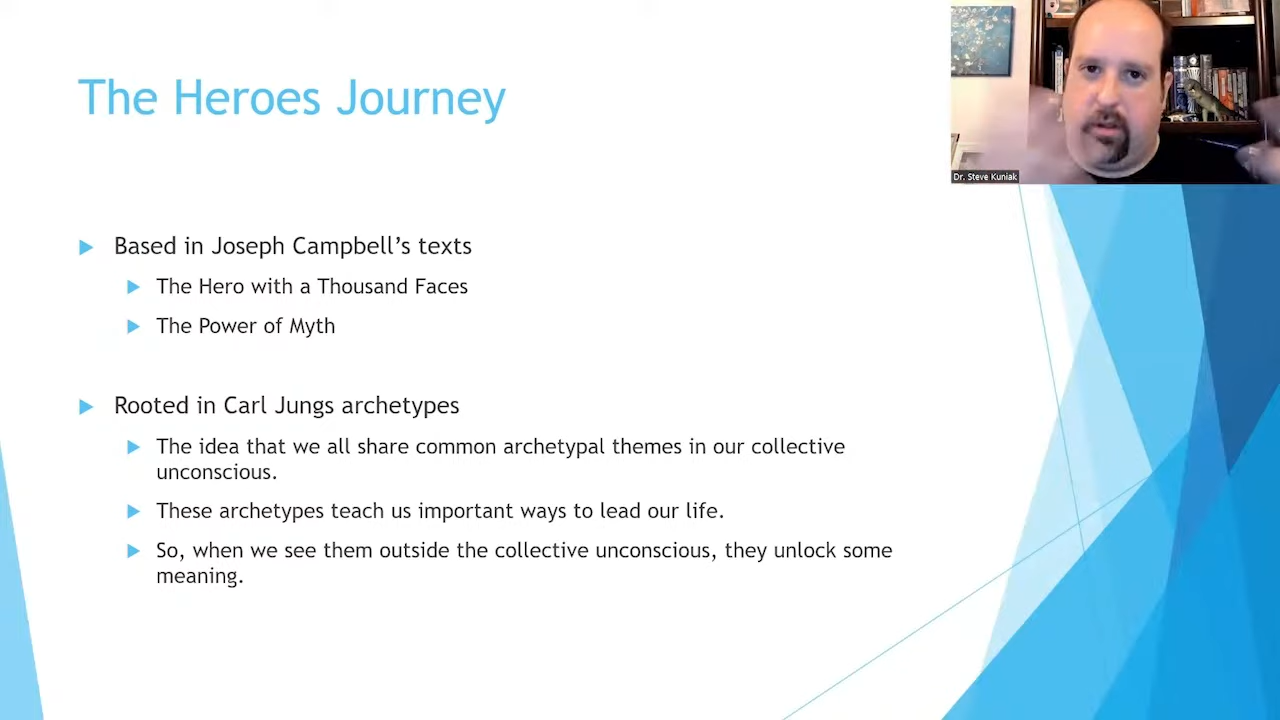 The Heroes Journey
Dr. Steve Kuniak
Based in Joseph Campbell’s texts
The Hero with a Thousand Faces
The Power of Myth
Rooted in Carl Jungs archetypes
The idea that we all share common archetypal themes in our collective
unconscious.
These archetypes teach us important ways to lead our life.
So, when we see them outside the collective unconscious, they unlock some
meaning.